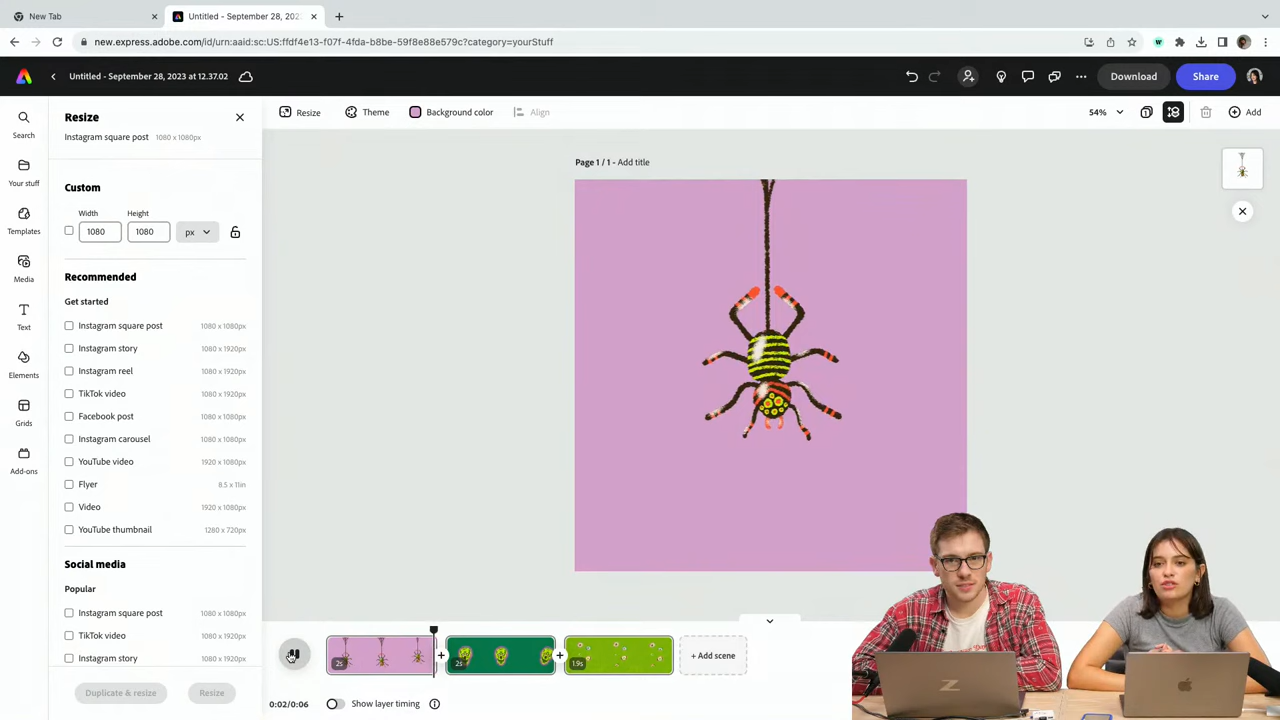 New Tab
Untitled - September 28, 202
new.express.adobe.com/id/urn:aaid:sc:US:ffdf4e13-f07f-4fda-b8be-59f8e88e579c?category=yourStuff
Untitled - September 28, 2023 at 12.37.02
Download
Share
Resize
Theme
Background color
Align
54%
Add
Search
Your stuff
Templates
Media
Text
Elements
Grids
Add-ons
Resize
Instagram square post 1080 x 1080px
Custom
Width Height
1080 1080 px
Recommended
Get started
Instagram square post 1080 x 1080px
Instagram story 1080 x 1920px
Instagram reel 1080 x 1920px
TikTok video 1080 x 1920px
Facebook post 1080 x 1080px
Instagram carousel 1080 x 1080px
YouTube video 1920 x 1080px
Flyer 8.5 x 11in
Video 1920 x 1080px
YouTube thumbnail 1280 x 720px
Social media
Popular
Instagram square post 1080 x 1080px
TikTok video 1080 x 1920px
Instagram story 1080 x 1920px
Duplicate & resize
Resize
Page 1 / 1 - Add title
2s
2s
1.9s
+ Add scene
0:02/0:06
Show layer timing